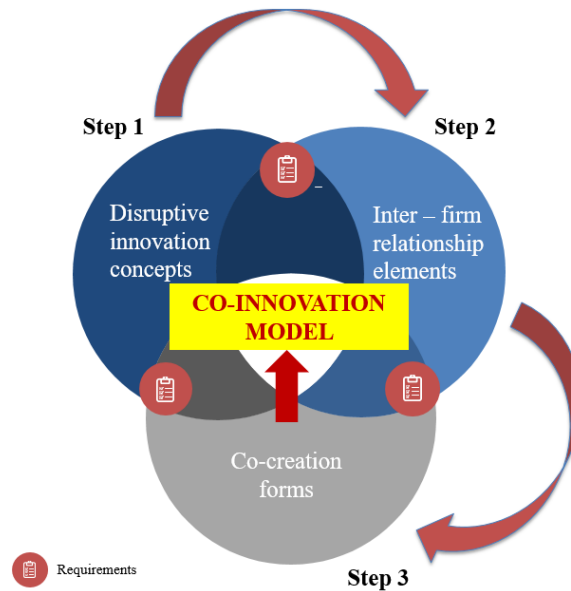 Step 1
Step 2
Disruptive
innovation
concepts
Inter – firm
relationship
elements
CO-INNOVATION
MODEL
Co-creation
forms
Requirements
Step 3